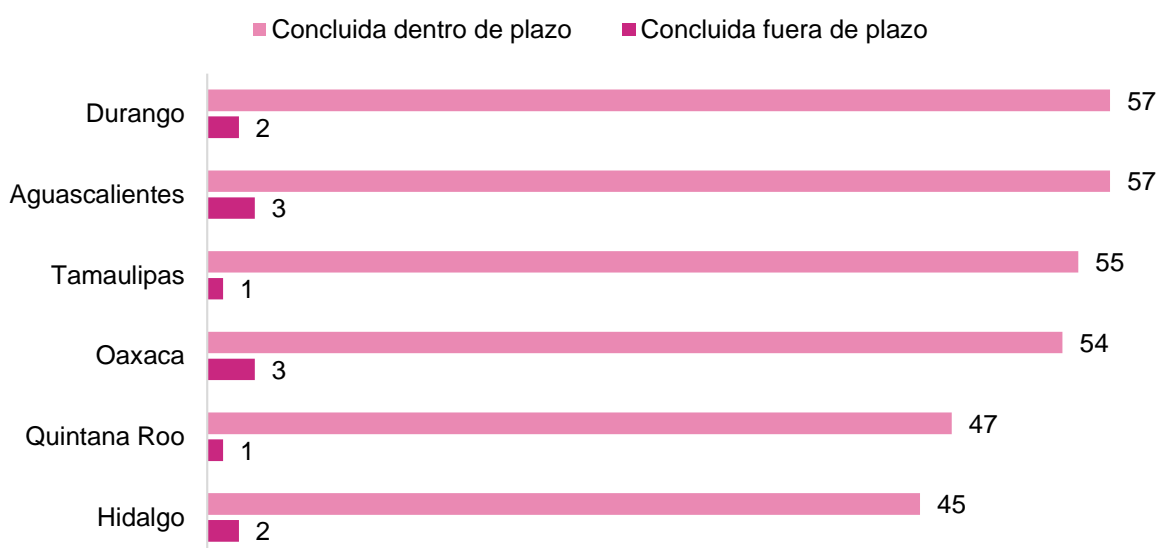 Concluida dentro de plazo Concluida fuera de plazo
Durango 57
2
Aguascalientes 57
3
Tamaulipas 55
1
Oaxaca 54
3
Quintana Roo 47
1
Hidalgo 45
2